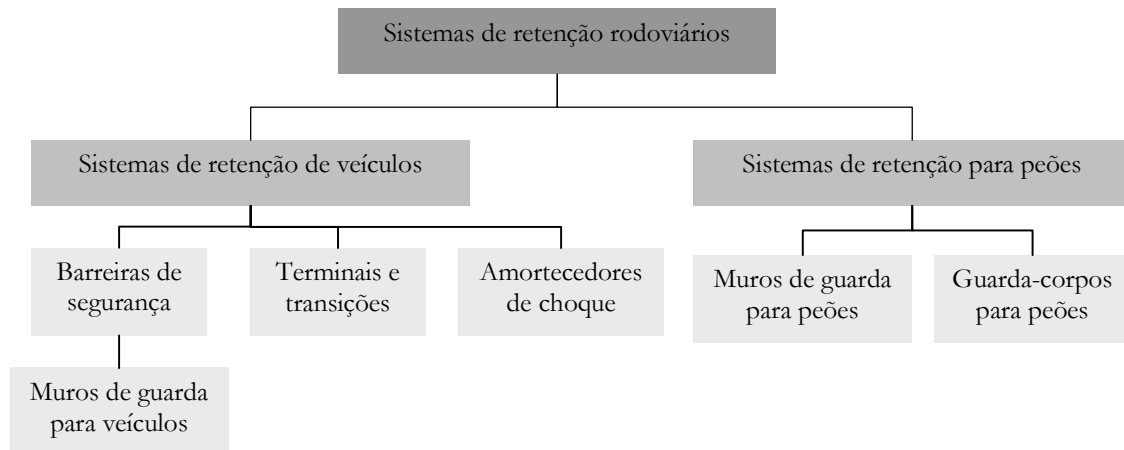 Sistemas de retenção rodoviários
Sistemas de retenção de veículos
Sistemas de retenção para peões
Barreiras de
segurança
Terminais e
transições
Amortecedores
de choque
Muros de guarda
para peões
Guarda-corpos
para peões
Muros de guarda
para veículos